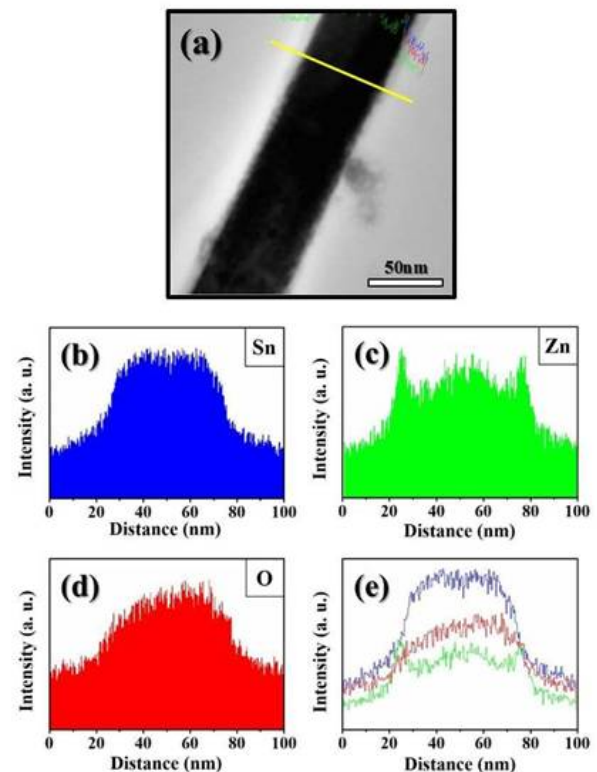 (a)
50nm
(b)
Sn
Intensity (a. u.)
0 20 40 60 80 100
Distance (nm)
(c)
Zn
Intensity (a. u.)
0 20 40 60 80 100
Distance (nm)
(d)
O
Intensity (a. u.)
0 20 40 60 80 100
Distance (nm)
(e)
Intensity (a. u.)
0 20 40 60 80 100
Distance (nm)